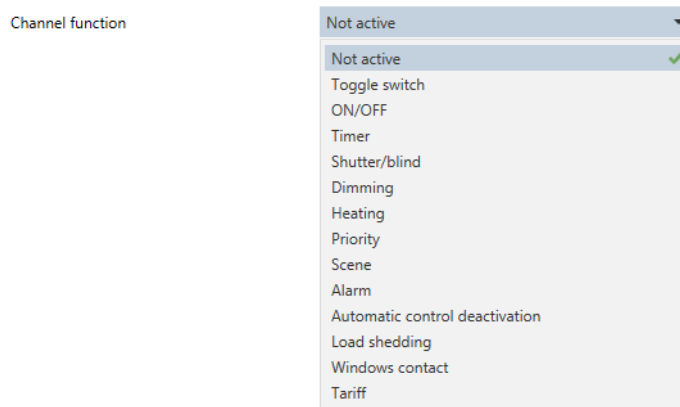 Channel function
Not active
Not active
Toggle switch
ON/OFF
Timer
Shutter/blind
Dimming
Heating
Priority
Scene
Alarm
Automatic control deactivation
Load shedding
Windows contact
Tariff